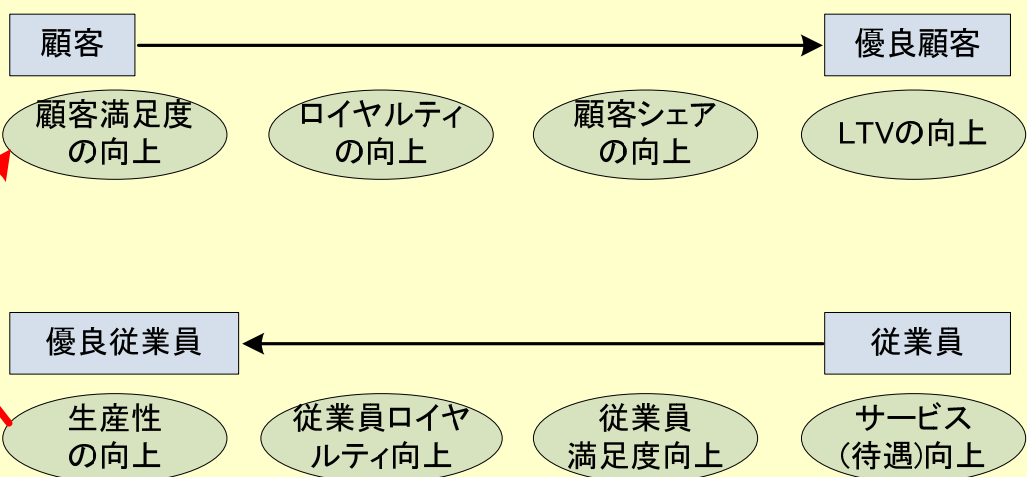 顧客
優良顧客
顧客満足度
の向上
ロイヤルティ
の向上
顧客シェア
の向上
LTVの向上
優良従業員
従業員
生産性
の向上
従業員ロイヤ
ルティ向上
従業員
満足度向上
サービス
(待遇)向上